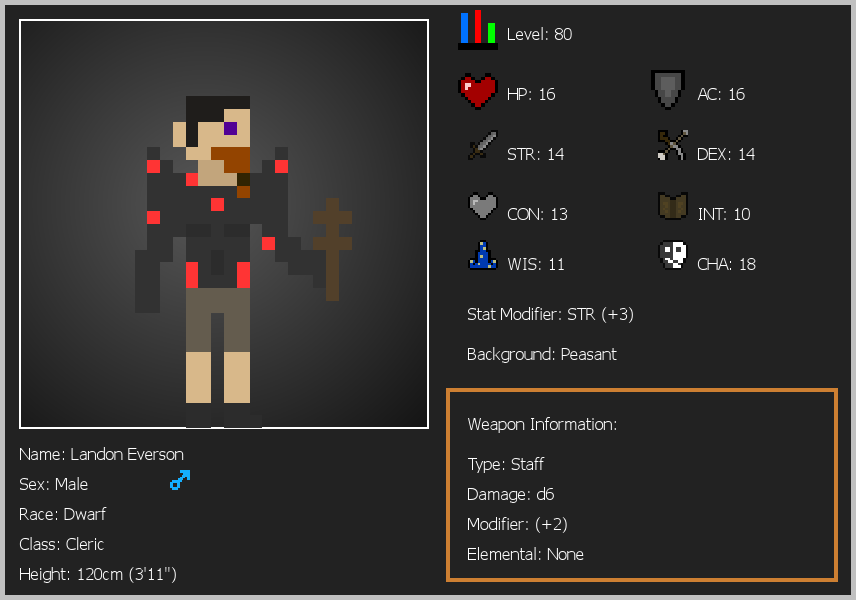 Level: 80
HP: 16
AC: 16
STR: 14
DEX: 14
CON: 13
INT: 10
WIS: 11
CHA: 18
Stat Modifier: STR (+3)
Background: Peasant
Weapon Information:
Type: Staff
Damage: d6
Modifier: (+2)
Elemental: None
Name: Landon Everson
Sex: Male
Race: Dwarf
Class: Cleric
Height: 120cm (3'11")